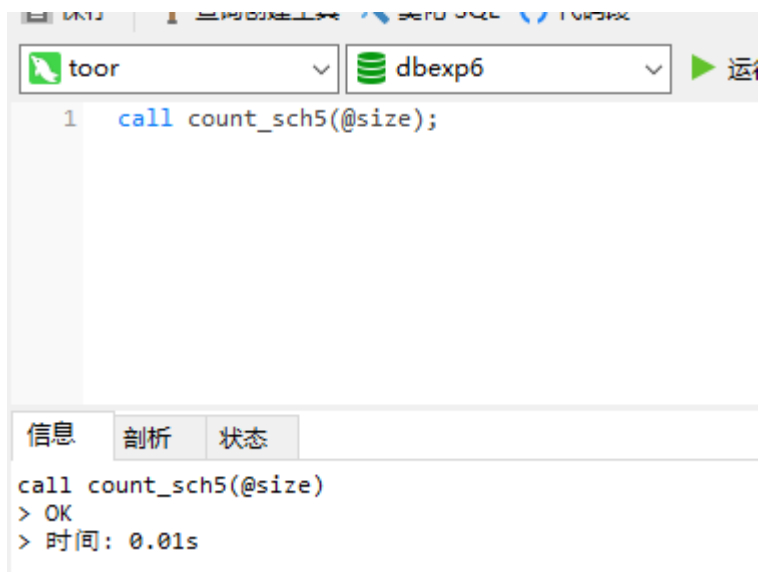 toor dbexp6 运行
1 call count_sch5(@size);
信息 剖析 状态
call count_sch5(@size)
> OK
> 时间: 0.01s